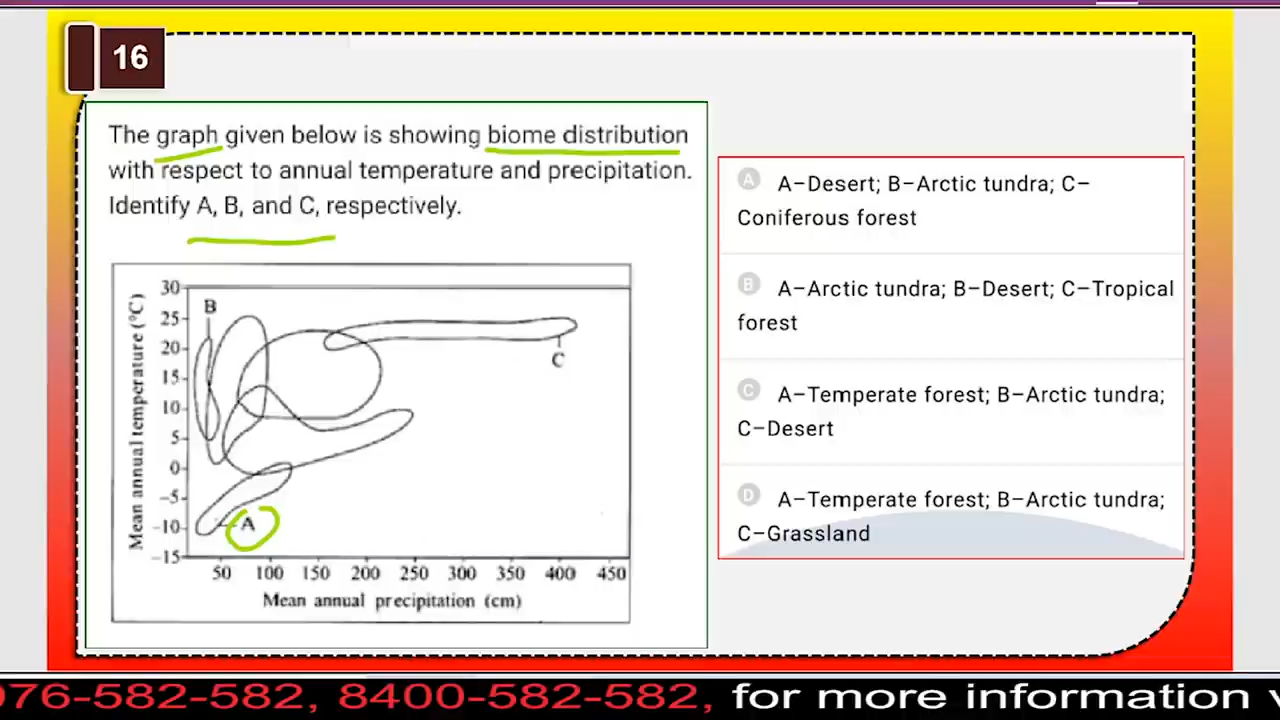 16
The graph given below is showing biome distribution
with respect to annual temperature and precipitation.
Identify A, B, and C, respectively.
30
25
20
15
10
5
0
-5
-10
-15
Mean annual temperature (°C)
B
C
A
50 100 150 200 250 300 350 400 450
Mean annual precipitation (cm)
A A–Desert; B–Arctic tundra; C–
Coniferous forest
B A–Arctic tundra; B–Desert; C–Tropical
forest
C A–Temperate forest; B–Arctic tundra;
C–Desert
D A–Temperate forest; B–Arctic tundra;
C–Grassland
076-582-582, 8400-582-582, for more information